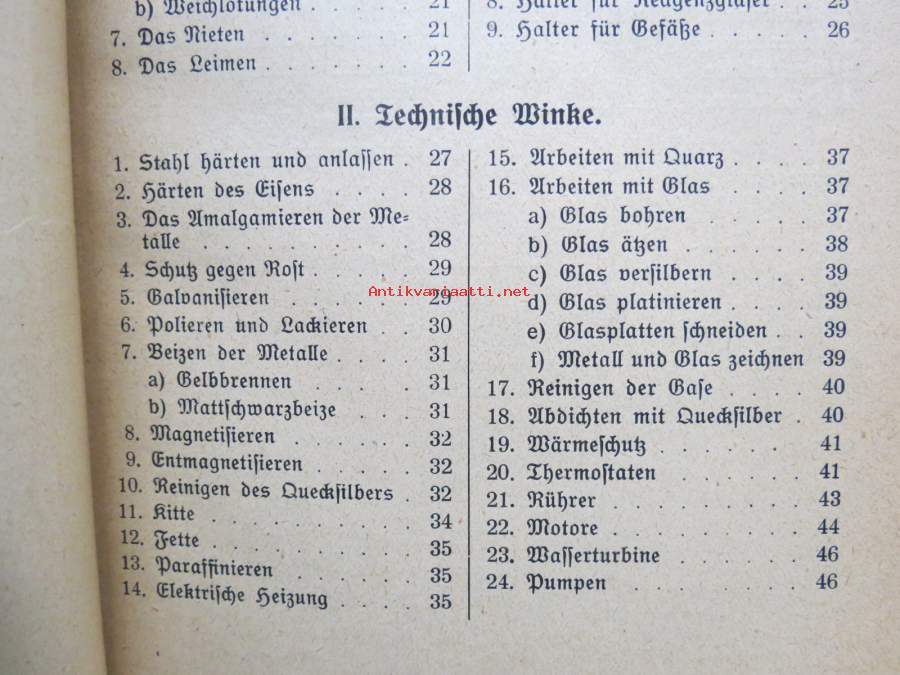 b) Weichlötungen . . . . 21
7. Das Nieten . . . . . . . 21
8. Das Leimen . . . . . . . 22
8. Halter für Reagenzgläser . . 25
9. Halter für Gefäße . . . . . 26
II. Technische Winke.
1. Stahl härten und anlassen . 27
2. Härten des Eisens . . . . 28
3. Das Amalgamieren der Me-
talle . . . . . . . . . 28
4. Schutz gegen Rost . . . . . 29
5. Galvanisieren . . . . . . 29
6. Polieren und Lackieren . . 30
7. Beizen der Metalle . . . . 31
a) Gelbbrennen . . . . . 31
b) Mattschwarzbeize . . . 31
8. Magnetisieren . . . . . . 32
9. Entmagnetisieren . . . . . 32
10. Reinigen des Quecksilbers . 32
11. Kitte . . . . . . . . . 34
12. Fette . . . . . . . . . 35
13. Paraffinieren . . . . . . 35
14. Elektrische Heizung . . . . 35
15. Arbeiten mit Quarz . . . . 37
16. Arbeiten mit Glas . . . . 37
a) Glas bohren . . . . . 37
b) Glas ätzen . . . . . . 38
c) Glas versilbern . . . . 39
d) Glas platinieren . . . . 39
e) Glasplatten schneiden . . 39
f) Metall und Glas zeichnen 39
17. Reinigen der Gase . . . . 40
18. Abdichten mit Quecksilber . 40
19. Wärmeschutz . . . . . . 41
20. Thermostaten . . . . . . 41
21. Rührer . . . . . . . . 43
22. Motore . . . . . . . . 44
23. Wasserturbine . . . . . . 46
24. Pumpen . . . . . . . 46
Antikvariaatti.net